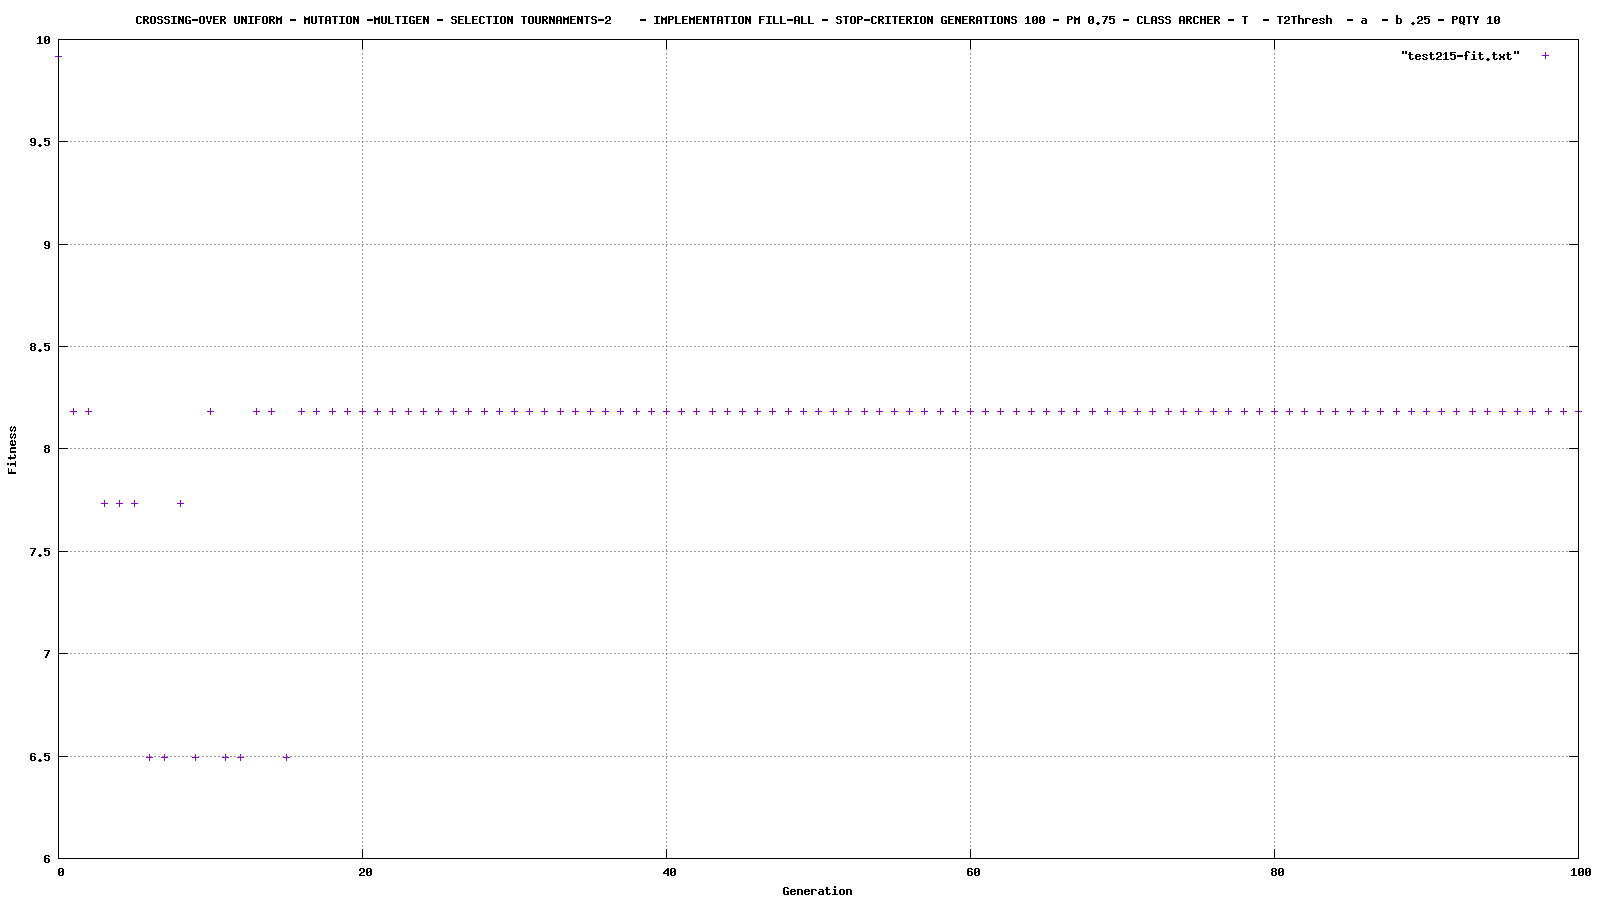 CROSSING-OVER UNIFORM - MUTATION -MULTIGEN - SELECTION TOURNAMENTS-2    - IMPLEMENTATION FILL-ALL - STOP-CRITERION GENERATIONS 100 - PM 0.75 - CLASS ARCHER - T  - T2Thresh  - a  - b .25 - PQTY 10
"test215-fit.txt"
10
9.5
9
8.5
8
7.5
7
6.5
6
Fitness
0 20 40 60 80 100
Generation